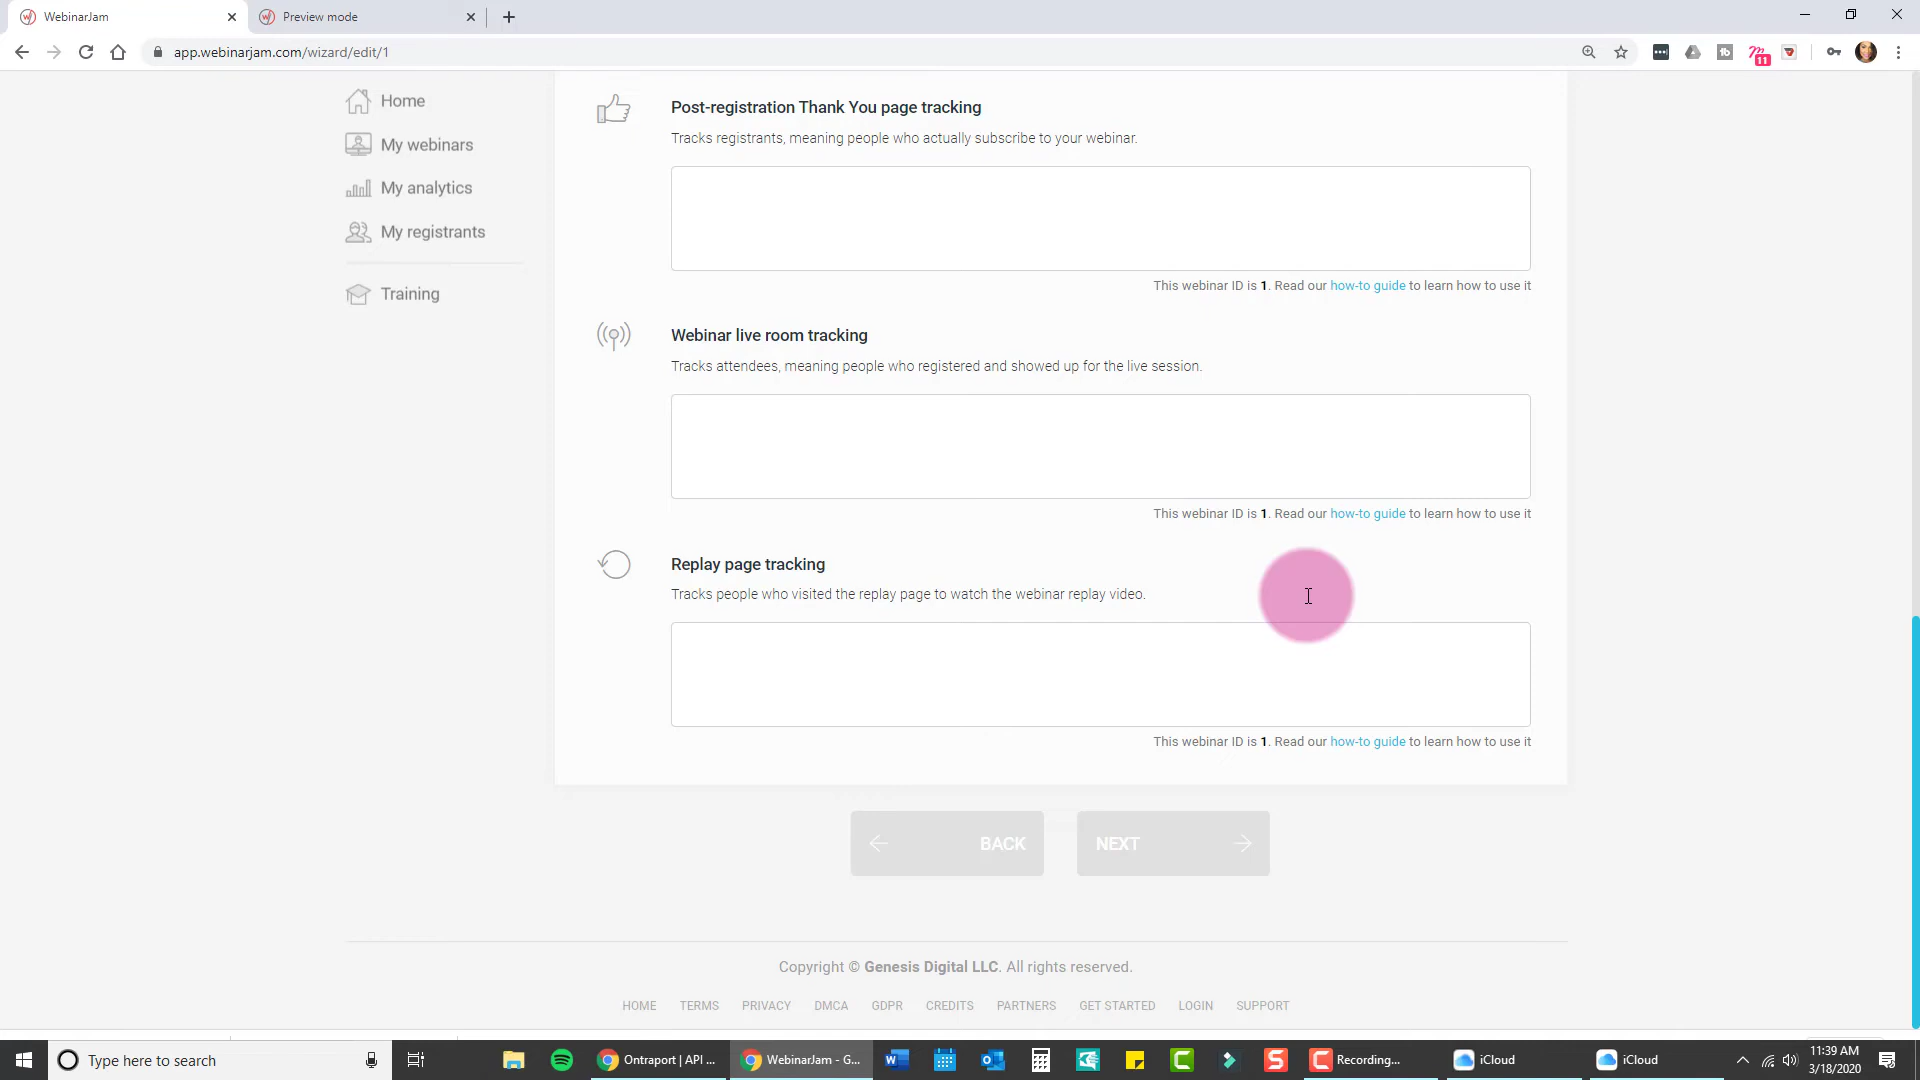 WebinarJam
Preview mode
app.webinarjam.com/wizard/edit/1
11
Home
My webinars
My analytics
My registrants
Training
Post-registration Thank You page tracking
Tracks registrants, meaning people who actually subscribe to your webinar.
This webinar ID is 1. Read our how-to guide to learn how to use it
Webinar live room tracking
Tracks attendees, meaning people who registered and showed up for the live session.
This webinar ID is 1. Read our how-to guide to learn how to use it
Replay page tracking
Tracks people who visited the replay page to watch the webinar replay video.
This webinar ID is 1. Read our how-to guide to learn how to use it
BACK
NEXT
Copyright © Genesis Digital LLC. All rights reserved.
HOME TERMS PRIVACY DMCA GDPR CREDITS PARTNERS GET STARTED LOGIN SUPPORT
Type here to search
Ontraport | API ...
WebinarJam - G...
Recording...
iCloud
iCloud
11:39 AM
3/18/2020